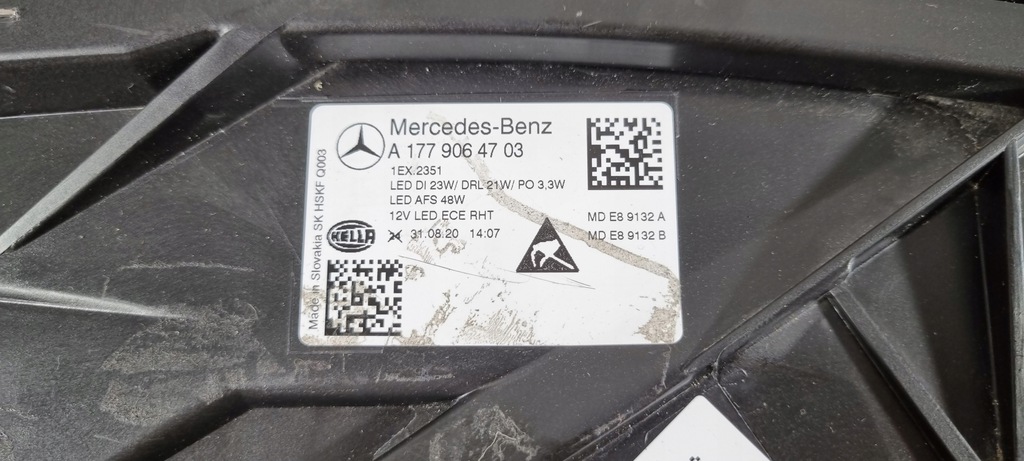 Mercedes-Benz
A 177 906 47 03
1EX.2351
LED DI 23W/ DRL 21W/ PO 3,3W
LED AFS 48W
12V LED ECE RHT
31.08.20 14:07
HELLA
MD E8 9132 A
MD E8 9132 B
Made in Slovakia SK HSKF Q003